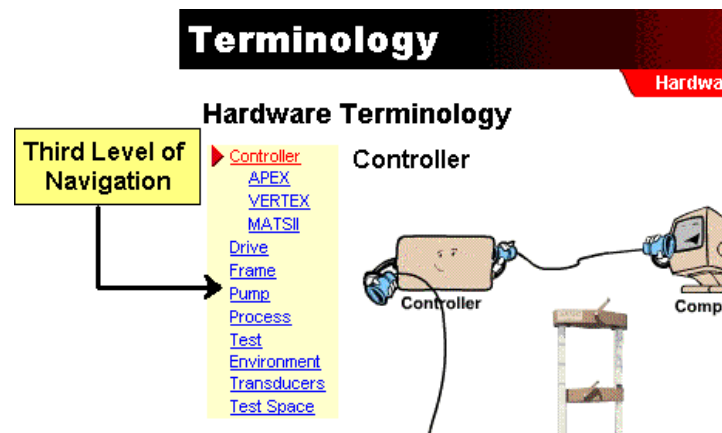 Terminology
Hardwa
Hardware Terminology
Third Level of
Navigation
Controller
APEX
VERTEX
MATSII
Drive
Frame
Pump
Process
Test
Environment
Transducers
Test Space
Controller
Controller
Comp